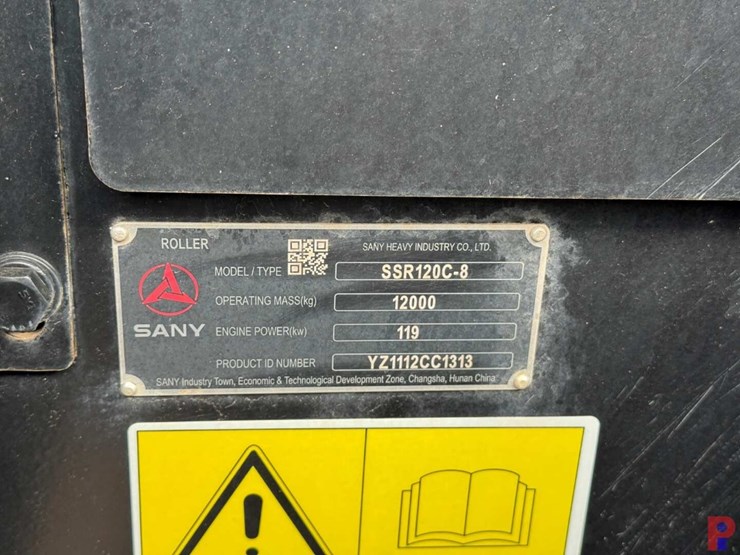 ROLLER
SANY HEAVY INDUSTRY CO., LTD.
MODEL / TYPE SSR120C-8
OPERATING MASS(kg) 12000
SANY
ENGINE POWER(kw) 119
PRODUCT ID NUMBER YZ1112CC1313
SANY Industry Town, Economic & Technological Development Zone, Changsha, Hunan China